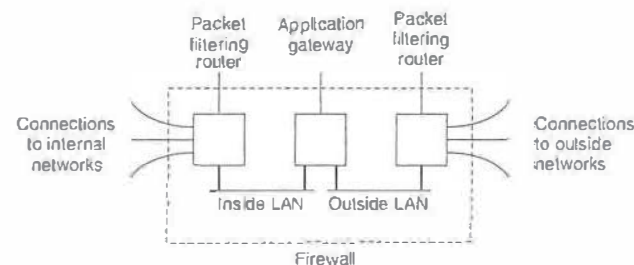 Packet
filtering
router
Application
gateway
Packet
filtering
router
Connections
to internal
networks
Connections
to outside
networks
Inside LAN
Outside LAN
Firewall